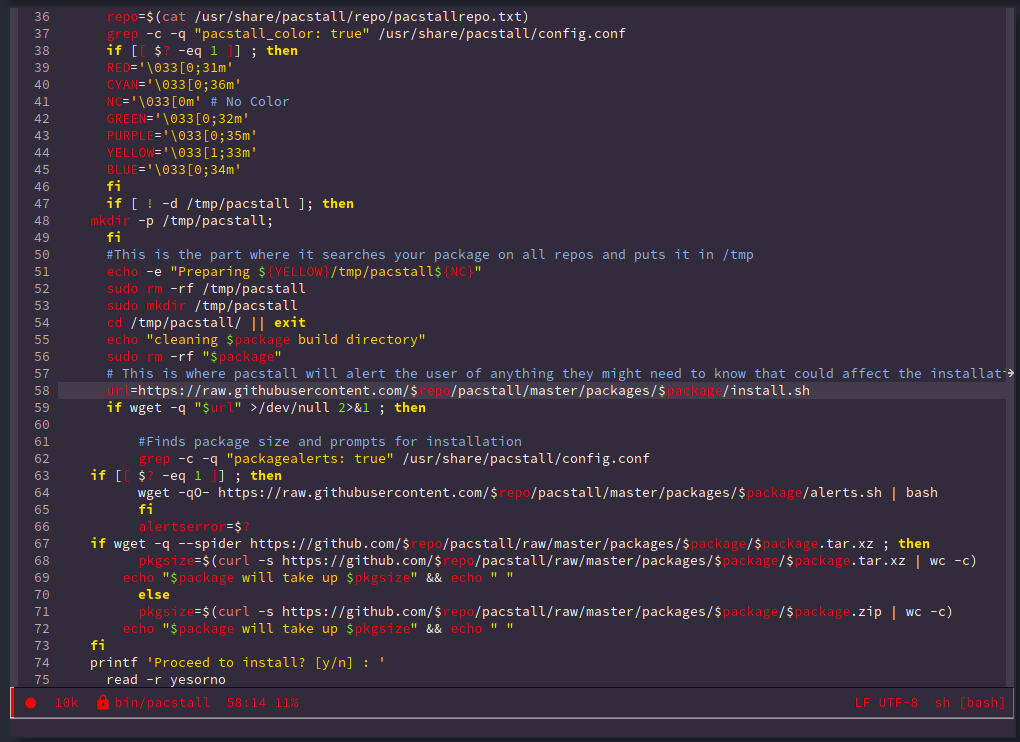 36 repo=$(cat /usr/share/pacstall/repo/pacstallrepo.txt)
37 grep -c -q "pacstall_color: true" /usr/share/pacstall/config.conf
38 if [[ $? -eq 1 ]] ; then
39 RED='\033[0;31m'
40 CYAN='\033[0;36m'
41 NC='\033[0m' # No Color
42 GREEN='\033[0;32m'
43 PURPLE='\033[0;35m'
44 YELLOW='\033[1;33m'
45 BLUE='\033[0;34m'
46 fi
47 if [ ! -d /tmp/pacstall ]; then
48 mkdir -p /tmp/pacstall;
49 fi
50 #This is the part where it searches your package on all repos and puts it in /tmp
51 echo -e "Preparing ${YELLOW}/tmp/pacstall${NC}"
52 sudo rm -rf /tmp/pacstall
53 sudo mkdir /tmp/pacstall
54 cd /tmp/pacstall/ || exit
55 echo "cleaning $package build directory"
56 sudo rm -rf "$package"
57 # This is where pacstall will alert the user of anything they might need to know that could affect the installat→
58 url=https://raw.githubusercontent.com/$repo/pacstall/master/packages/$package/install.sh
59 if wget -q "$url" >/dev/null 2>&1 ; then
60
61 #Finds package size and prompts for installation
62 grep -c -q "packagealerts: true" /usr/share/pacstall/config.conf
63 if [[ $? -eq 1 ]] ; then
64 wget -qO- https://raw.githubusercontent.com/$repo/pacstall/master/packages/$package/alerts.sh | bash
65 fi
66 alertserror=$?
67 if wget -q --spider https://github.com/$repo/pacstall/raw/master/packages/$package/$package.tar.xz ; then
68 pkgsize=$(curl -s https://github.com/$repo/pacstall/raw/master/packages/$package/$package.tar.xz | wc -c)
69 echo "$package will take up $pkgsize" && echo " "
70 else
71 pkgsize=$(curl -s https://github.com/$repo/pacstall/raw/master/packages/$package/$package.zip | wc -c)
72 echo "$package will take up $pkgsize" && echo " "
73 fi
74 printf 'Proceed to install? [y/n] : '
75 read -r yesorno
10k bin/pacstall 58:14 11% LF UTF-8 sh [bash]